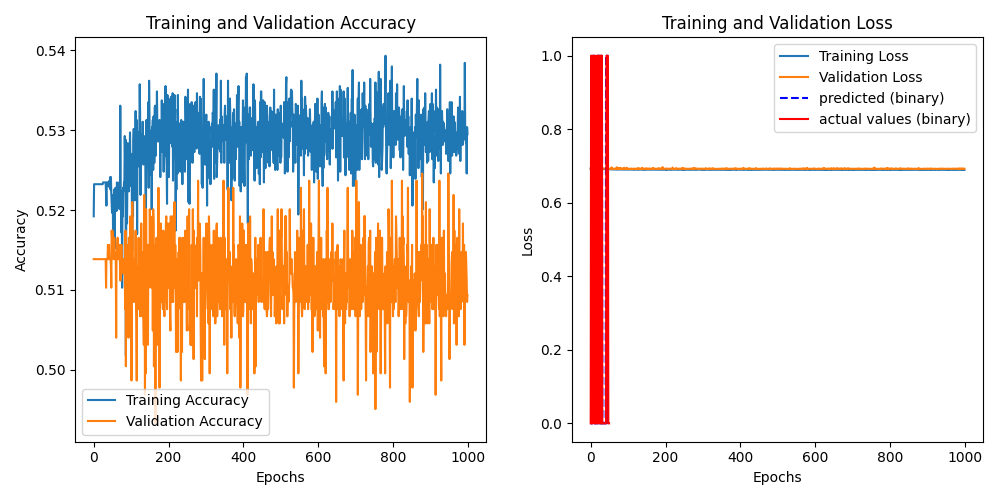 Training and Validation Accuracy
0.54
0.53
0.52
0.51
0.50
Accuracy
Training Accuracy
Validation Accuracy
0 200 400 600 800 1000
Epochs
Training and Validation Loss
1.0
0.8
0.6
0.4
0.2
0.0
Loss
Training Loss
Validation Loss
predicted (binary)
actual values (binary)
0 200 400 600 800 1000
Epochs